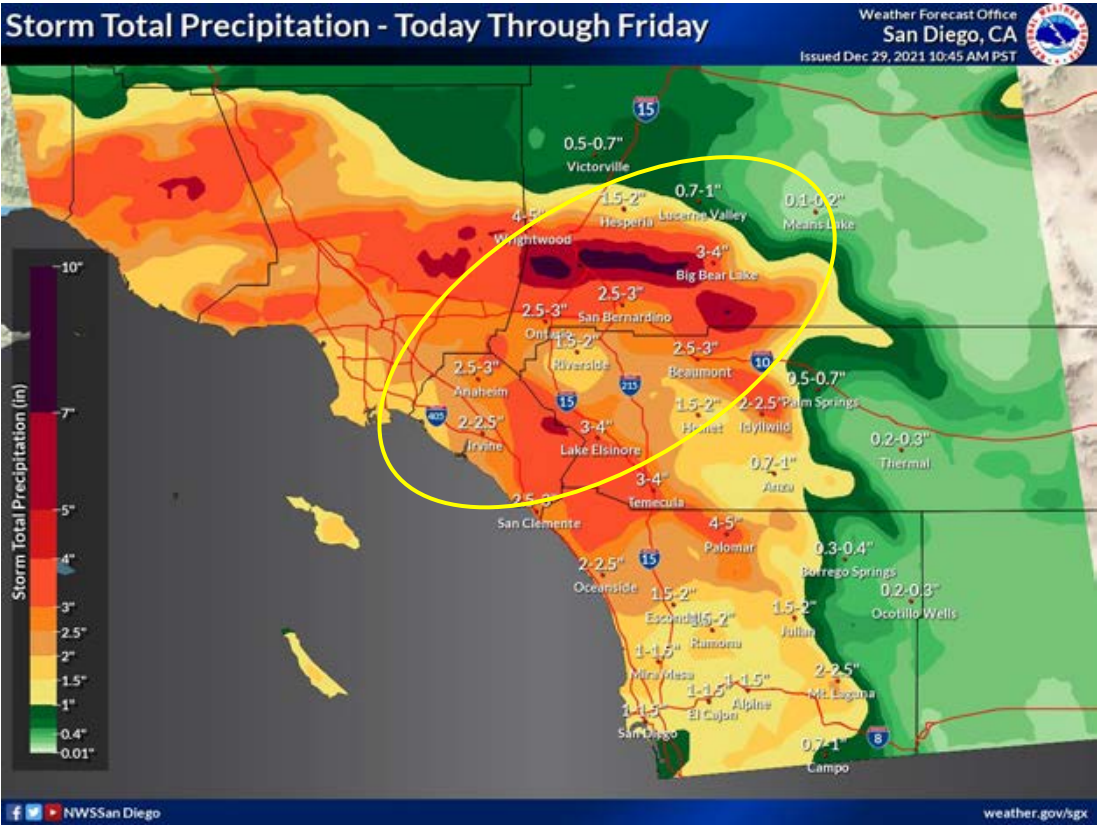 Storm Total Precipitation - Today Through Friday
Weather Forecast Office
San Diego, CA
Issued Dec 29, 2021 10:45 AM PST
15
0.5-0.7"
Victorville
1.5-2"
Hesperia
0.7-1"
Lucerne Valley
0.1-0.2"
Means Lake
4-5"
Wrightwood
3-4"
Big Bear Lake
2.5-3"
San Bernardino
2.5-3"
Ontario
1.5-2"
Riverside
2.5-3"
Beaumont
10
2.5-3"
Anaheim
215
15
0.5-0.7"
Palm Springs
405
2-2.5"
Irvine
1.5-2"
Hemet
2-2.5"
Idyllwild
3-4"
Lake Elsinore
0.2-0.3"
Thermal
0.7-1"
Anza
3-4"
Temecula
2.5-3"
San Clemente
4-5"
Palomar
15
2-2.5"
Oceanside
0.3-0.4"
Borrego Springs
0.2-0.3"
Ocotillo Wells
1.5-2"
Escondido
1.5-2"
Ramona
1.5-2"
Julian
1-1.5"
Mira Mesa
1-1.5"
El Cajon
1-1.5"
Alpine
2-2.5"
Mt. Laguna
1-1.5"
San Diego
8
0.7-1"
Campo
Storm Total Precipitation (in)
10"
7"
5"
4"
3"
2.5"
2"
1.5"
1"
0.4"
0.01"
NWSSan Diego
weather.gov/sgx